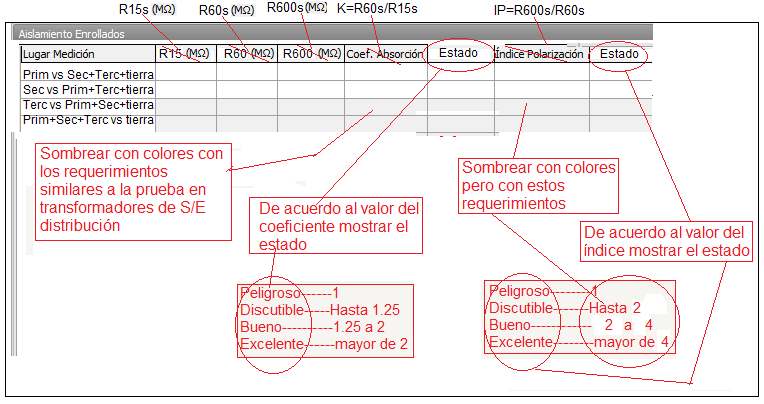 R15s (MΩ) R60s (MΩ) R600s (MΩ) K=R60s/R15s IP=R600s/R60s
Aislamiento Enrollados
Lugar Medición R15 (MΩ) R60 (MΩ) R600 (MΩ) Coef. Absorción Estado Índice Polarización Estado
Prim vs Sec+Terc+tierra
Sec vs Prim+Terc+tierra
Terc vs Prim+Sec+tierra
Prim+Sec+Terc vs tierra
Sombrear con colores con
los requerimientos
similares a la prueba en
transformadores de S/E
distribución
Sombrear con colores
pero con estos
requerimientos
De acuerdo al valor del
coeficiente mostrar el
estado
De acuerdo al valor del
índice mostrar el estado
Peligroso-------1
Discutible------Hasta 1.25
Bueno-----------1.25 a 2
Excelente------mayor de 2
Peligroso---------1
Discutible-------Hasta 2
Bueno------------- 2 a 4
Excelente--------mayor de 4